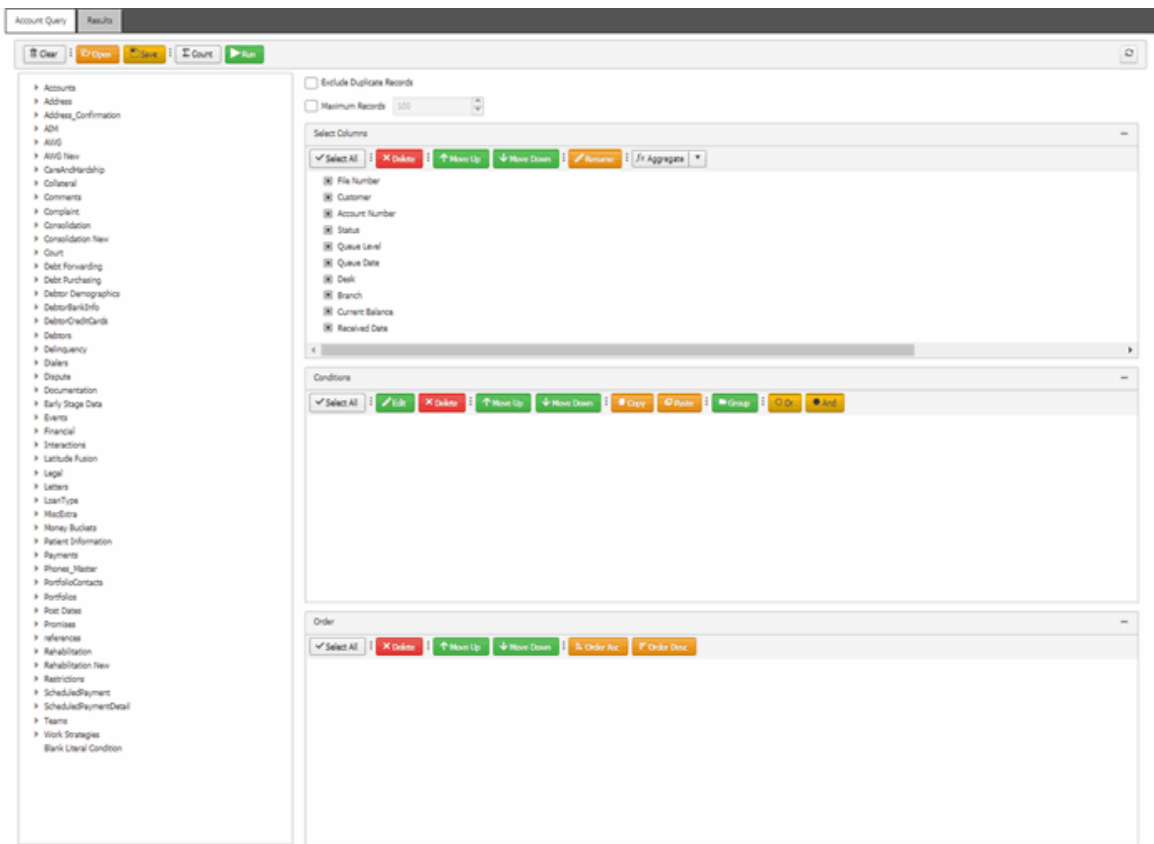 Account Query Results
Clear Open Save Count Run
Accounts
Address
Address_Confirmation
AIM
AWG
AWG New
CareAndHardship
Collateral
Comments
Complaint
Consolidation
Consolidation New
Court
Debt Forwarding
Debt Purchasing
Debtor Demographics
DebtorBankInfo
DebtorCreditCards
Debtors
Delinquency
Dialers
Dispute
Documentation
Early Stage Data
Events
Financial
Interactions
Latitude Fusion
Legal
Letters
LoanType
MiscExtra
Money Buckets
Patient Information
Payments
Phones_Master
PortfolioContacts
Portfolios
Post Dates
Promises
references
Rehabilitation
Rehabilitation New
Restrictions
ScheduledPayment
ScheduledPaymentDetail
Teams
Work Strategies
Blank Literal Condition
Exclude Duplicate Records
Maximum Records 100
Select Columns
Select All Delete Move Up Move Down Rename fx Aggregate
File Number
Customer
Account Number
Status
Queue Level
Queue Date
Desk
Branch
Current Balance
Received Date
Conditions
Select All Edit Delete Move Up Move Down Copy Paste Group Or And
Order
Select All Delete Move Up Move Down Order Asc Order Desc